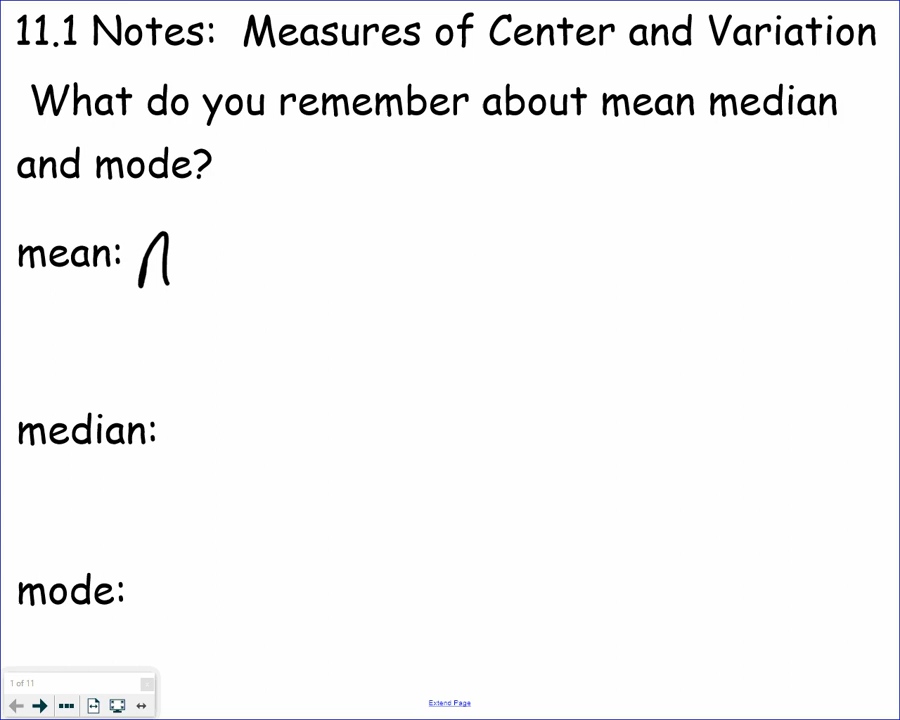 11.1 Notes: Measures of Center and Variation
What do you remember about mean median
and mode?
mean:
median:
mode:
1 of 11
Extend Page